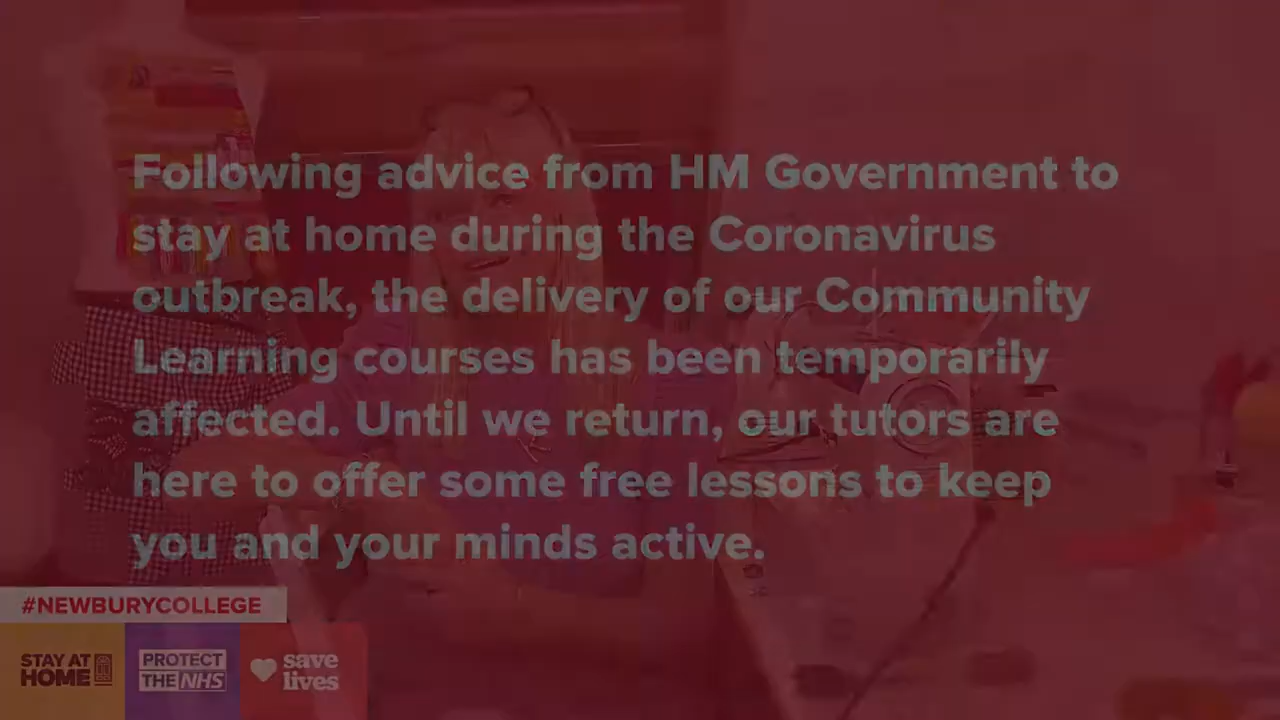 Following advice from HM Government to
stay at home during the Coronavirus
outbreak, the delivery of our Community
Learning courses has been temporarily
affected. Until we return, our tutors are
here to offer some free lessons to keep
you and your minds active.
#NEWBURYCOLLEGE
STAY AT
HOME
PROTECT
THE NHS
save
lives